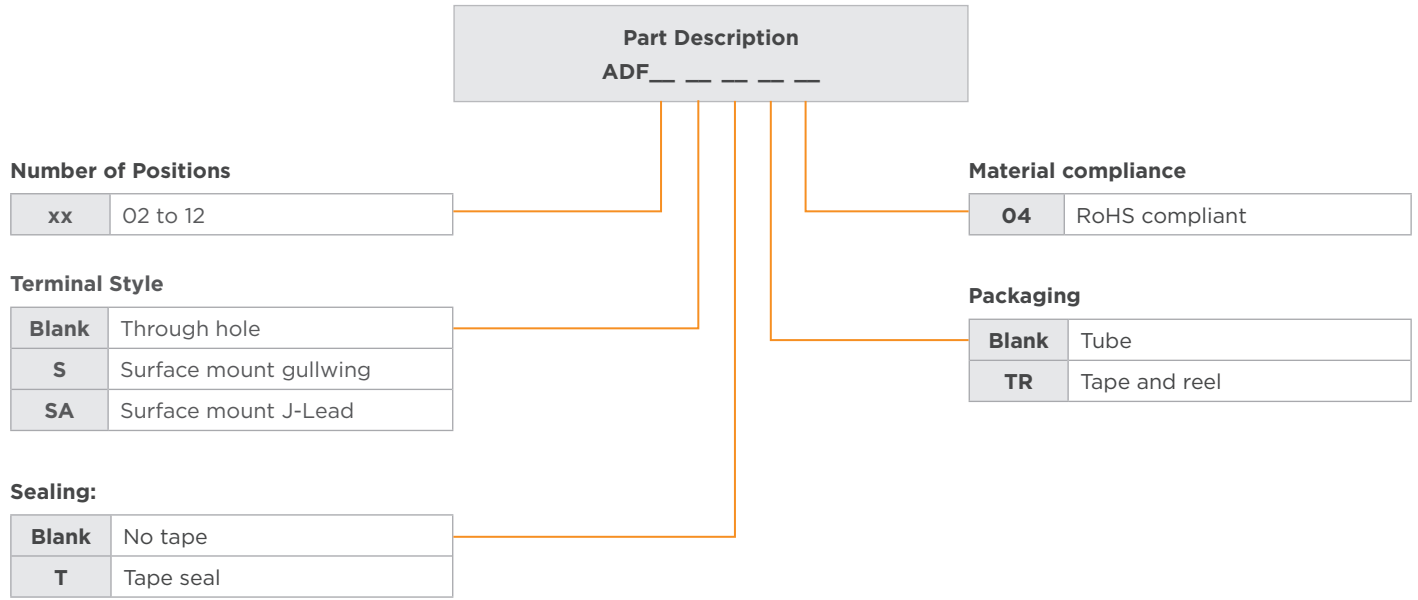 Part Description
ADF__ __ __ __ __
Number of Positions
xx 02 to 12
Terminal Style
Blank Through hole
S Surface mount gullwing
SA Surface mount J-Lead
Sealing:
Blank No tape
T Tape seal
Material compliance
04 RoHS compliant
Packaging
Blank Tube
TR Tape and reel